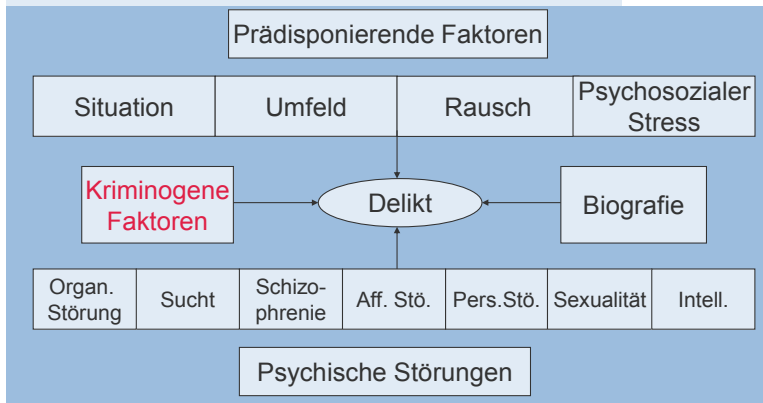 Prädisponierende Faktoren
Situation
Umfeld
Rausch
Psychosozialer
Stress
Kriminogene
Faktoren
Delikt
Biografie
Organ.
Störung
Sucht
Schizo-
phrenie
Aff. Stö.
Pers.Stö.
Sexualität
Intell.
Psychische Störungen